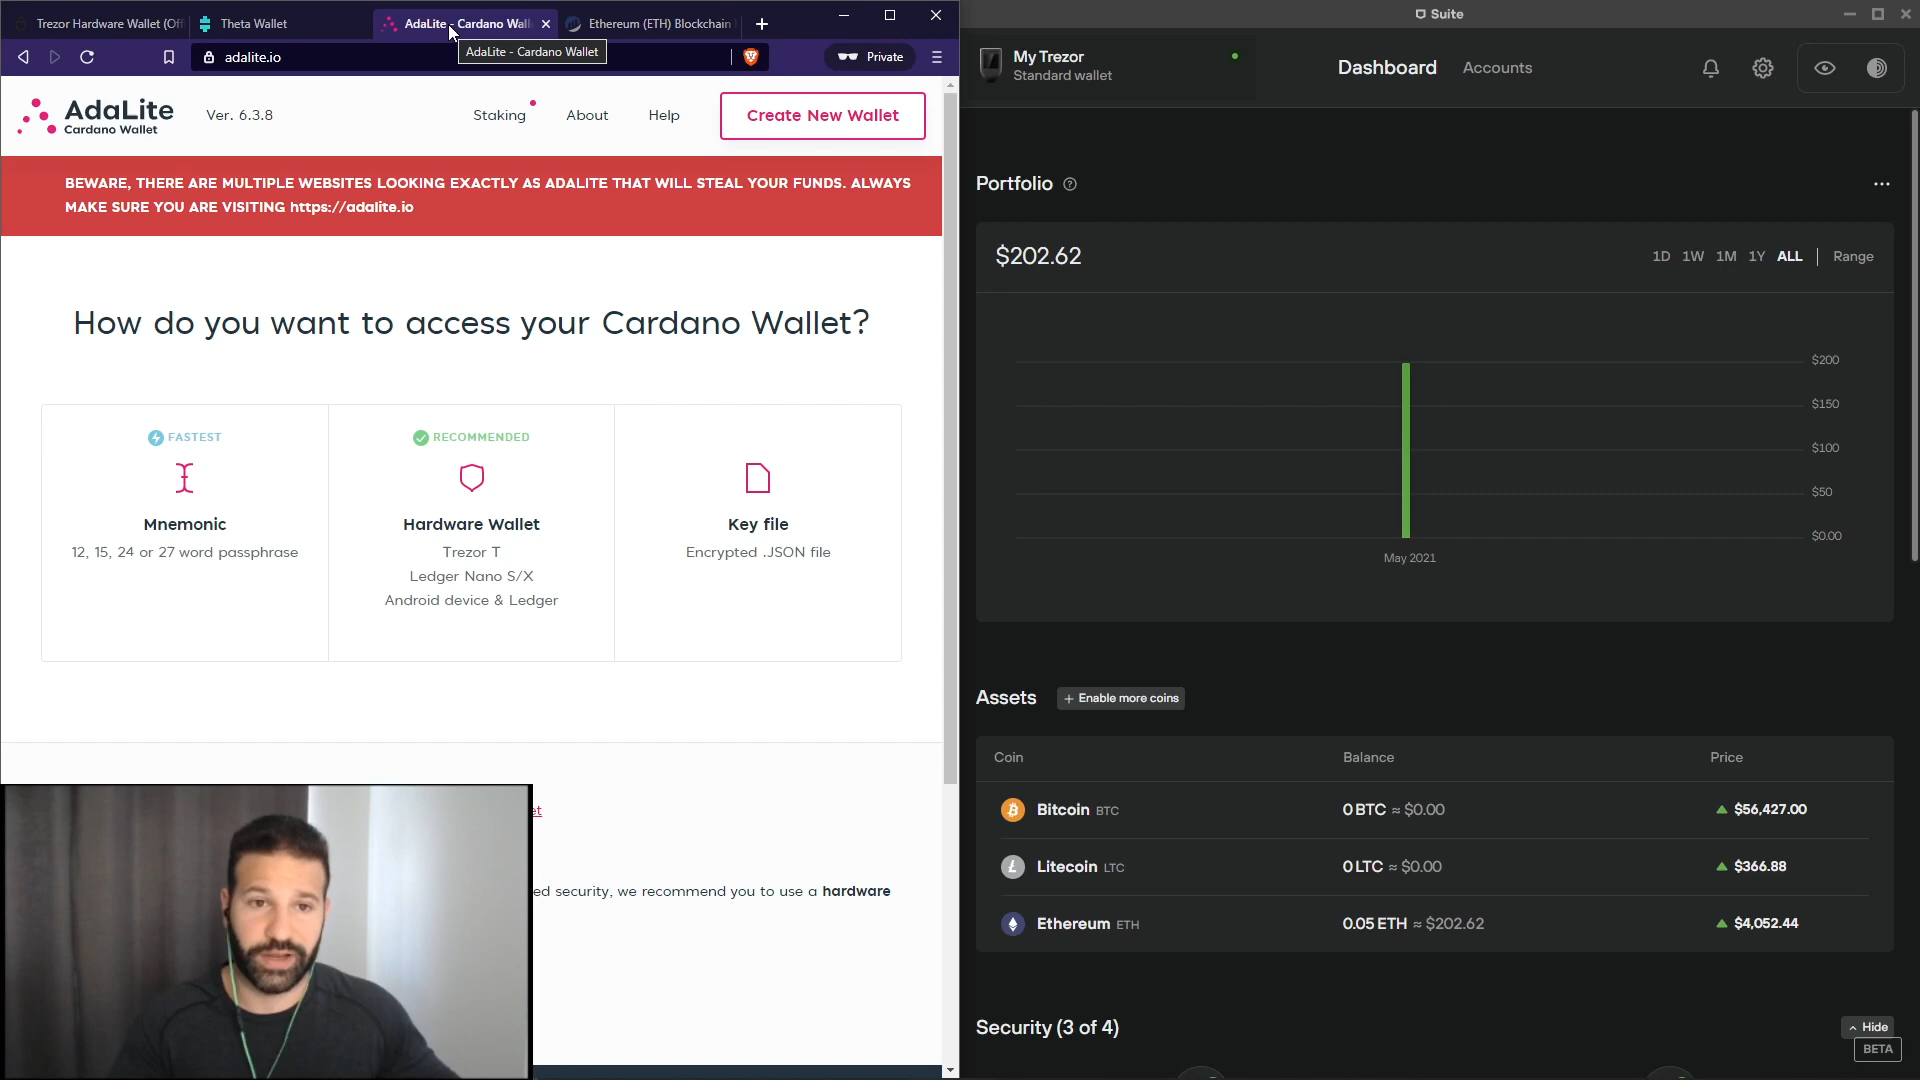 Trezor Hardware Wallet (Off
Theta Wallet
AdaLite - Cardano Wall
Ethereum (ETH) Blockchain
adalite.io
AdaLite - Cardano Wallet
Private
AdaLite
Cardano Wallet
Ver. 6.3.8
Staking
About
Help
Create New Wallet
BEWARE, THERE ARE MULTIPLE WEBSITES LOOKING EXACTLY AS ADALITE THAT WILL STEAL YOUR FUNDS. ALWAYS
MAKE SURE YOU ARE VISITING https://adalite.io
How do you want to access your Cardano Wallet?
FASTEST
Mnemonic
12, 15, 24 or 27 word passphrase
RECOMMENDED
Hardware Wallet
Trezor T
Ledger Nano S/X
Android device & Ledger
Key file
Encrypted .JSON file
et
ed security, we recommend you to use a hardware
Suite
My Trezor
Standard wallet
Dashboard
Accounts
Portfolio
$202.62
1D 1W 1M 1Y ALL | Range
$200
$150
$100
$50
$0.00
May 2021
Assets
+ Enable more coins
Coin Balance Price
Bitcoin BTC 0 BTC ≈ $0.00 $56,427.00
Litecoin LTC 0 LTC ≈ $0.00 $366.88
Ethereum ETH 0.05 ETH ≈ $202.62 $4,052.44
Security (3 of 4)
Hide
BETA